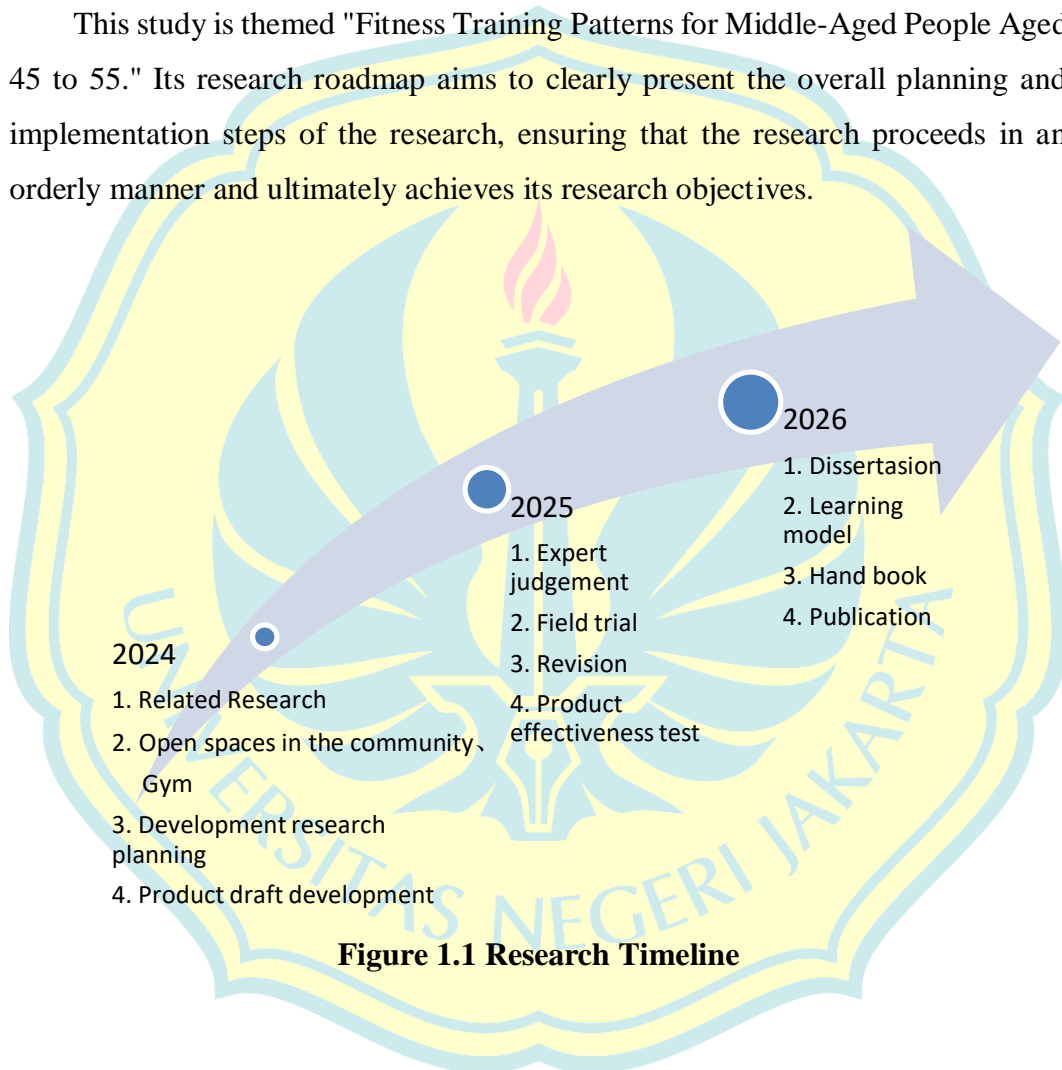 This study is themed "Fitness Training Patterns for Middle-Aged People Aged
45 to 55." Its research roadmap aims to clearly present the overall planning and
implementation steps of the research, ensuring that the research proceeds in an
orderly manner and ultimately achieves its research objectives.
2024
1. Related Research
2. Open spaces in the community、
Gym
3. Development research
planning
4. Product draft development
2025
1. Expert
judgement
2. Field trial
3. Revision
4. Product
effectiveness test
2026
1. Dissertasion
2. Learning
model
3. Hand book
4. Publication
UNIVERSITAS NEGERI JAKARTA
Figure 1.1 Research Timeline